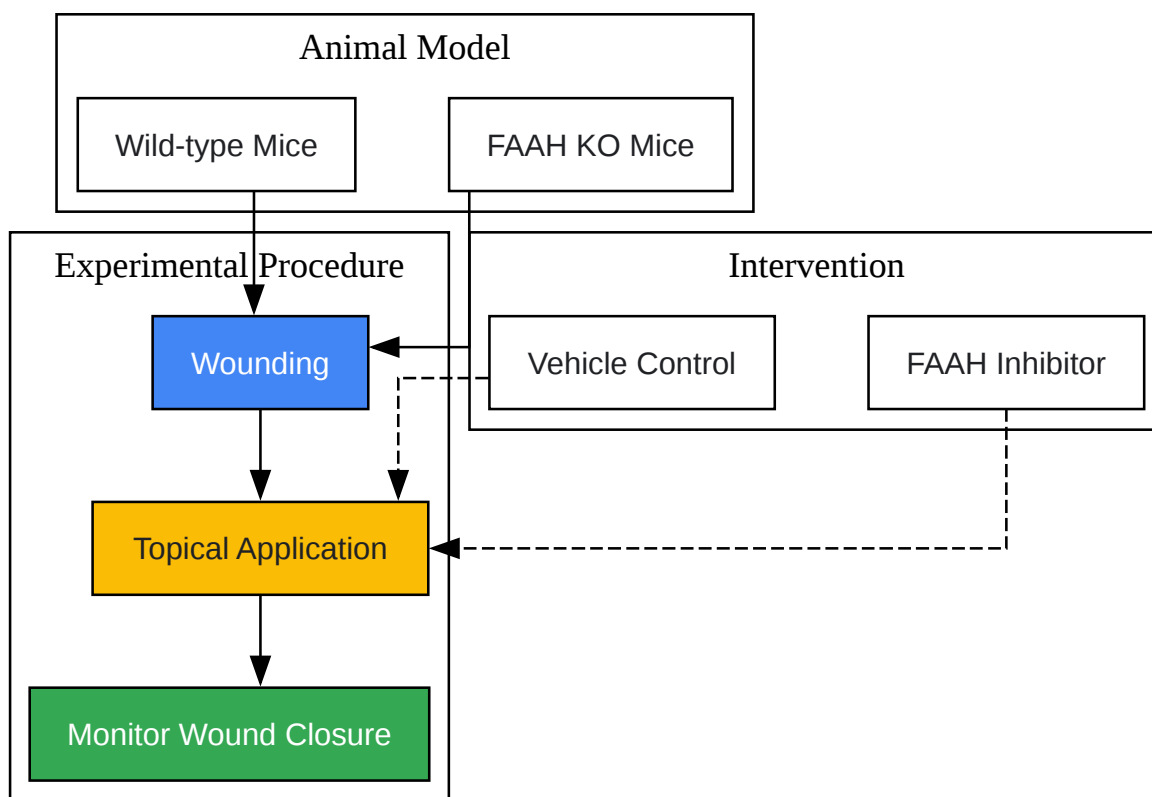 Animal Model
Wild-type Mice
FAAH KO Mice
Experimental Procedure
Intervention
Wounding
Vehicle Control
FAAH Inhibitor
Topical Application
Monitor Wound Closure